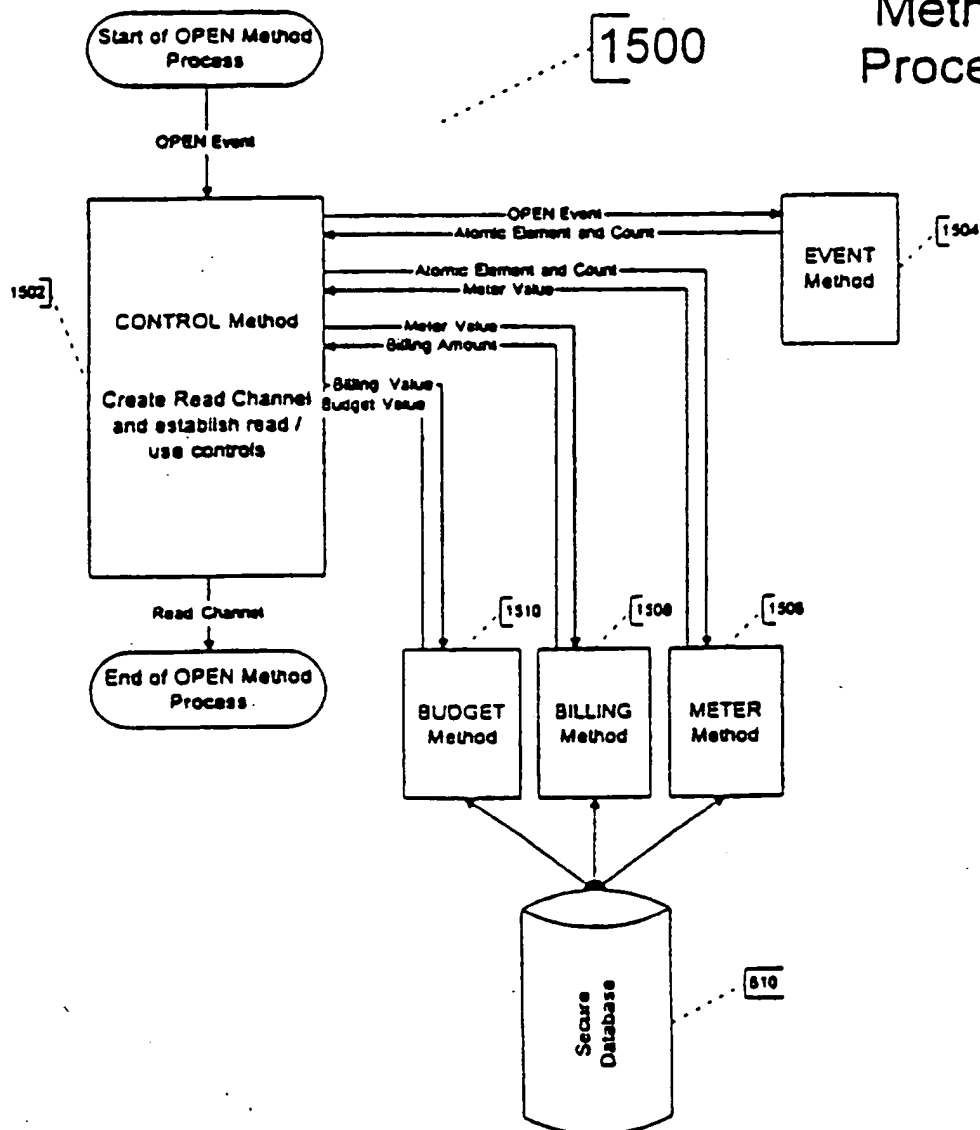 Start of OPEN Method
Process
1500
Meth
Proce
OPEN Event
OPEN Event
Atomic Element and Count
EVENT
Method
1504
Atomic Element and Count
Meter Value
1502
CONTROL Method
Meter Value
Billing Amount
Create Read Channel
and establish read /
use controls
Billing Value
Budget Value
Read Channel
End of OPEN Method
Process
1510
1508
1506
BUDGET
Method
BILLING
Method
METER
Method
Secure
Database
610